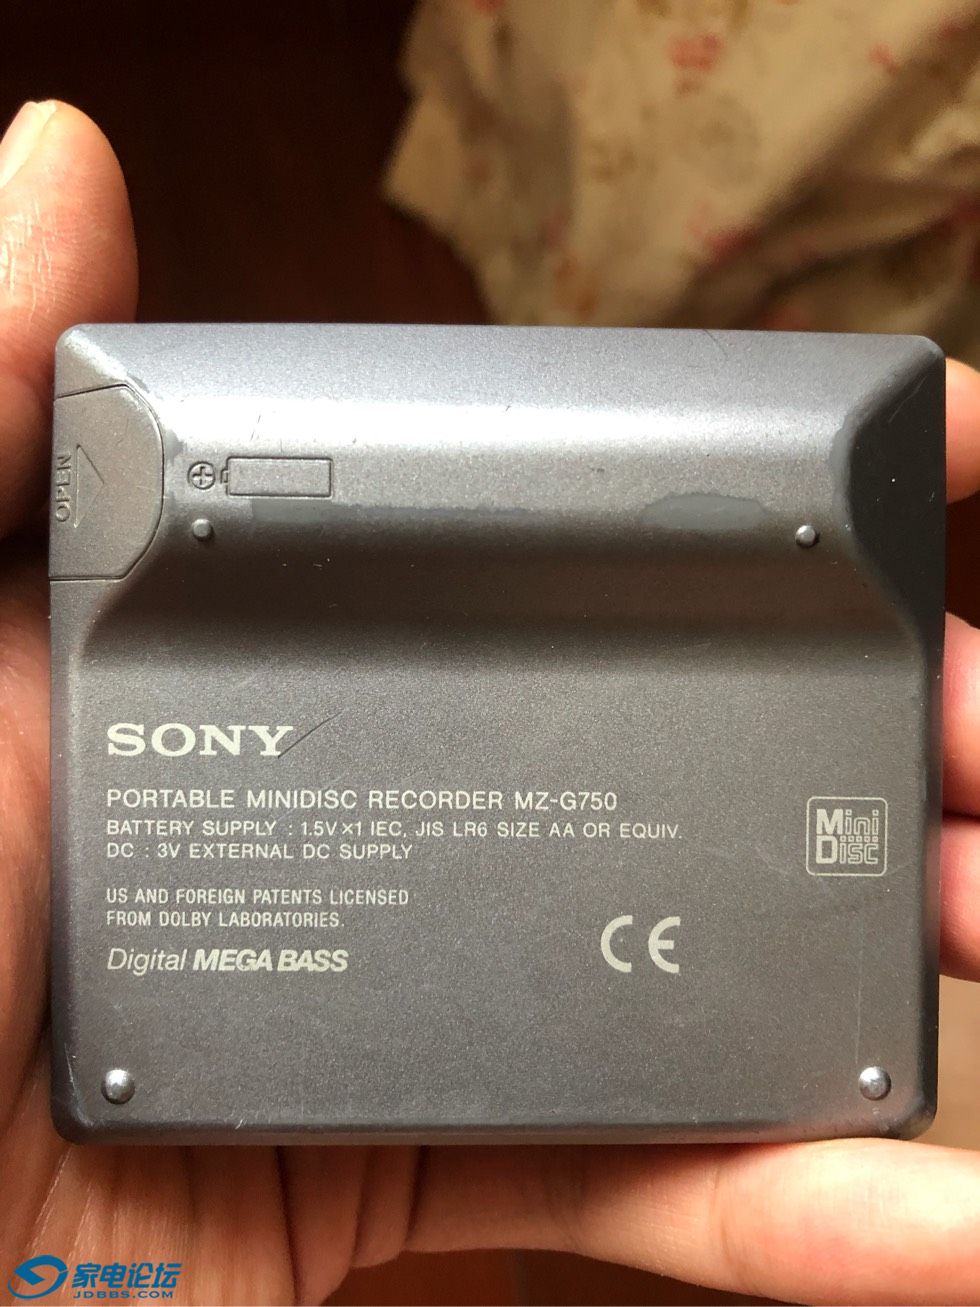 OPEN
SONY
PORTABLE MINIDISC RECORDER MZ-G750
BATTERY SUPPLY : 1.5V×1 IEC, JIS LR6 SIZE AA OR EQUIV.
DC : 3V EXTERNAL DC SUPPLY
Mini
Disc
US AND FOREIGN PATENTS LICENSED
FROM DOLBY LABORATORIES.
Digital MEGA BASS
CE
家电论坛
JDBBS.COM